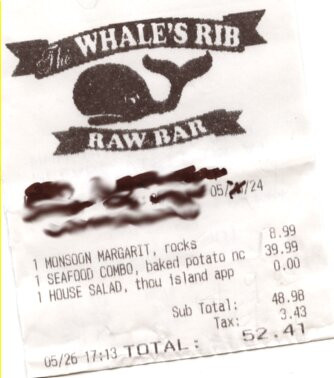 The WHALE'S RIB
RAW BAR
05/ /24
1 MONSOON MARGARIT, rocks 8.99
1 SEAFOOD COMBO, baked potato nc 39.99
1 HOUSE SALAD, thou island app 0.00
Sub Total: 48.98
Tax: 3.43
05/26 17:13 TOTAL: 52.41